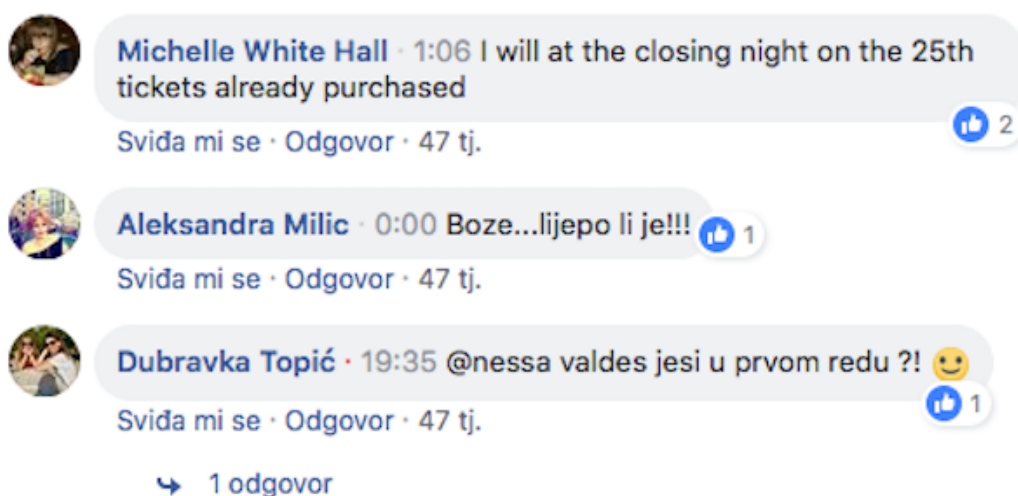 Michelle White Hall · 1:06 I will at the closing night on the 25th
tickets already purchased
2
Sviđa mi se · Odgovor · 47 tj.
Aleksandra Milic · 0:00 Boze...lijepo li je!!! 1
Sviđa mi se · Odgovor · 47 tj.
Dubravka Topić · 19:35 @nessa valdes jesi u prvom redu ?! 🙂
1
Sviđa mi se · Odgovor · 47 tj.
1 odgovor